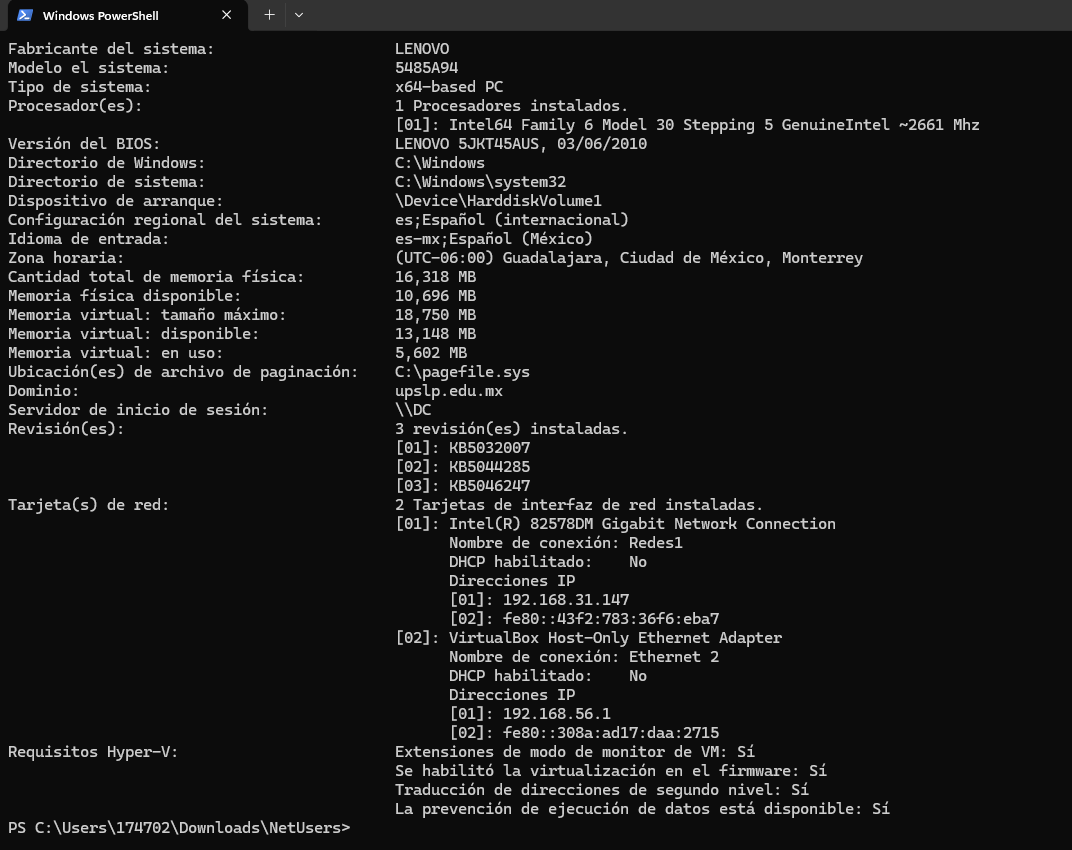 Windows PowerShell
Fabricante del sistema: LENOVO
Modelo el sistema: 5485A94
Tipo de sistema: x64-based PC
Procesador(es): 1 Procesadores instalados.
[01]: Intel64 Family 6 Model 30 Stepping 5 GenuineIntel ~2661 Mhz
Versión del BIOS: LENOVO 5JKT45AUS, 03/06/2010
Directorio de Windows: C:\Windows
Directorio de sistema: C:\Windows\system32
Dispositivo de arranque: \Device\HarddiskVolume1
Configuración regional del sistema: es;Español (internacional)
Idioma de entrada: es-mx;Español (México)
Zona horaria: (UTC-06:00) Guadalajara, Ciudad de México, Monterrey
Cantidad total de memoria física: 16,318 MB
Memoria física disponible: 10,696 MB
Memoria virtual: tamaño máximo: 18,750 MB
Memoria virtual: disponible: 13,148 MB
Memoria virtual: en uso: 5,602 MB
Ubicación(es) de archivo de paginación: C:\pagefile.sys
Dominio: upslp.edu.mx
Servidor de inicio de sesión: \\DC
Revisión(es): 3 revisión(es) instaladas.
[01]: KB5032007
[02]: KB5044285
[03]: KB5046247
Tarjeta(s) de red: 2 Tarjetas de interfaz de red instaladas.
[01]: Intel(R) 82578DM Gigabit Network Connection
Nombre de conexión: Redes1
DHCP habilitado: No
Direcciones IP
[01]: 192.168.31.147
[02]: fe80::43f2:783:36f6:eba7
[02]: VirtualBox Host-Only Ethernet Adapter
Nombre de conexión: Ethernet 2
DHCP habilitado: No
Direcciones IP
[01]: 192.168.56.1
[02]: fe80::308a:ad17:daa:2715
Requisitos Hyper-V: Extensiones de modo de monitor de VM: Sí
Se habilitó la virtualización en el firmware: Sí
Traducción de direcciones de segundo nivel: Sí
La prevención de ejecución de datos está disponible: Sí
PS C:\Users\174702\Downloads\NetUsers>